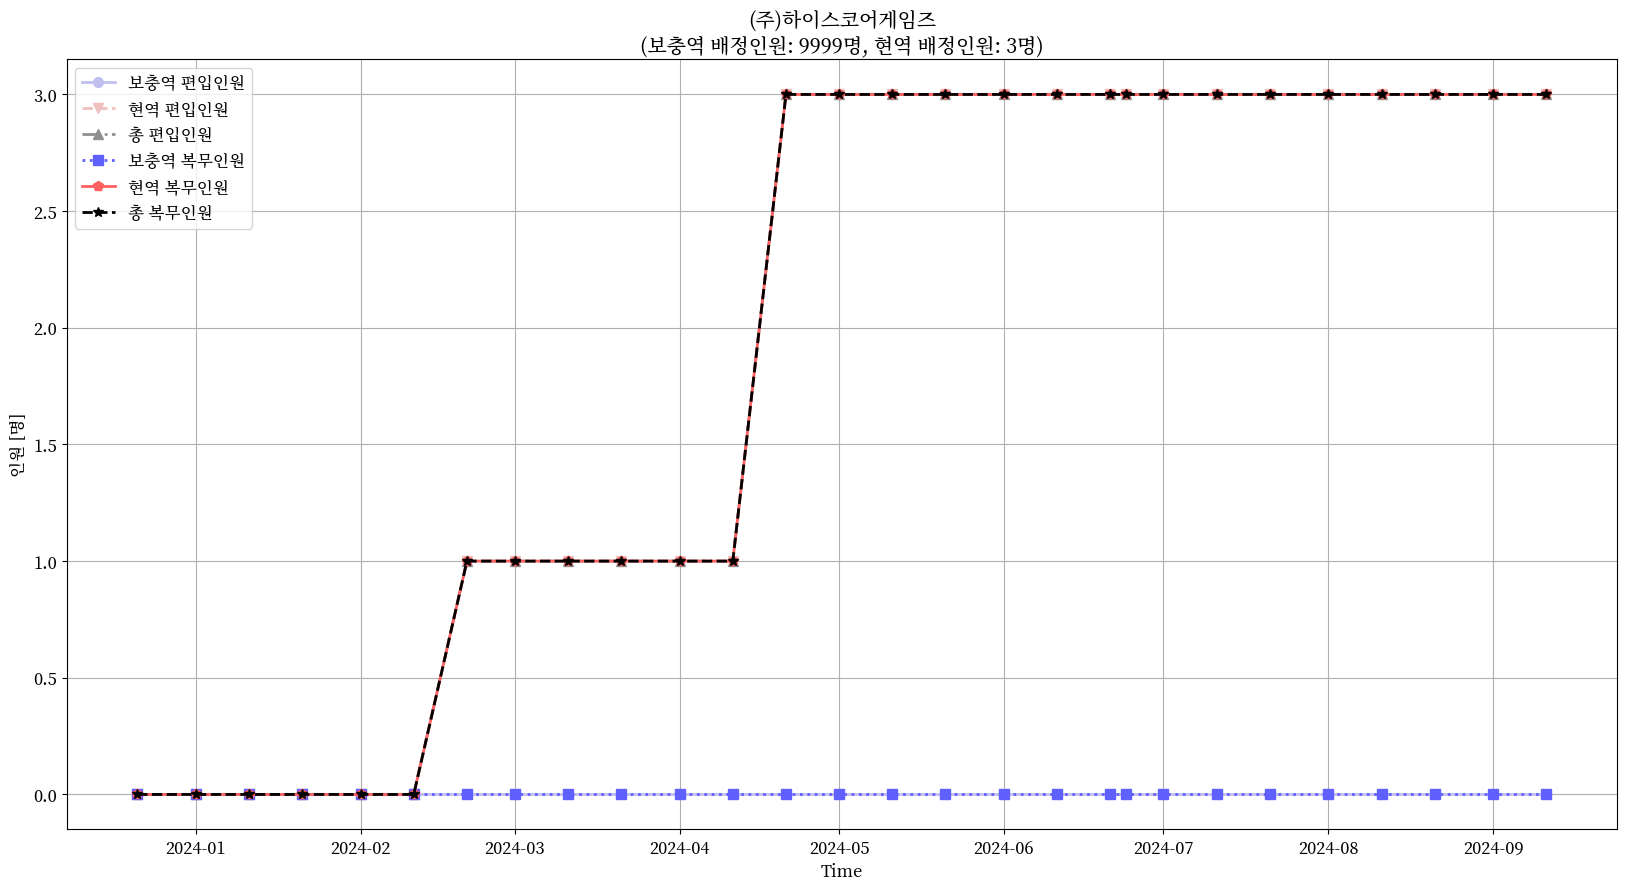 (주)하이스코어게임즈
(보충역 배정인원: 9999명, 현역 배정인원: 3명)
보충역 편입인원
현역 편입인원
총 편입인원
보충역 복무인원
현역 복무인원
총 복무인원
3.0
2.5
2.0
1.5
1.0
0.5
0.0
인원 [명]
2024-01
2024-02
2024-03
2024-04
2024-05
2024-06
2024-07
2024-08
2024-09
Time